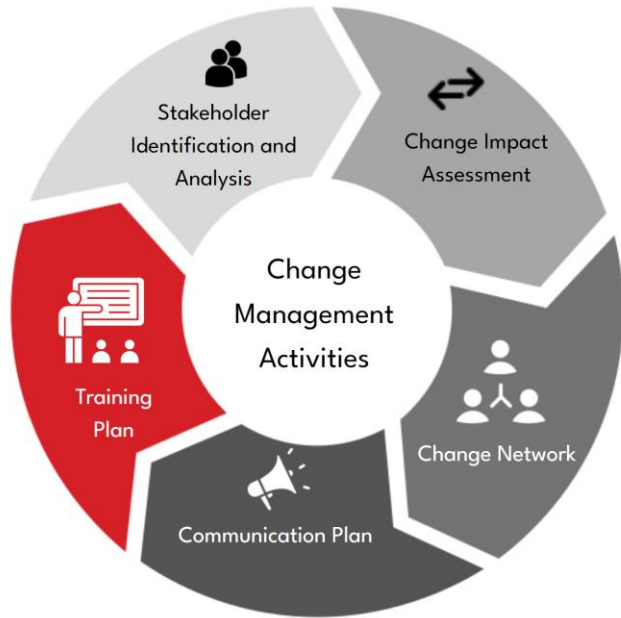 Stakeholder
Identification and
Analysis
Change Impact
Assessment
Change
Management
Activities
Change Network
Communication Plan
Training
Plan